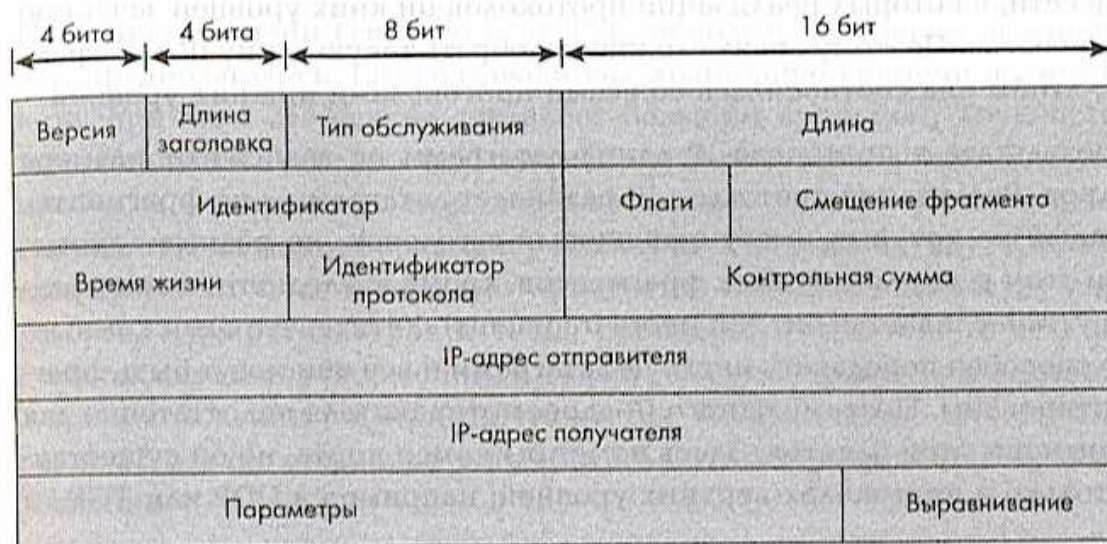 4 бита 4 бита 8 бит 16 бит
Версия Длина заголовка Тип обслуживания Длина
Идентификатор Флаги Смещение фрагмента
Время жизни Идентификатор протокола Контрольная сумма
IP-адрес отправителя
IP-адрес получателя
Параметры Выравнивание